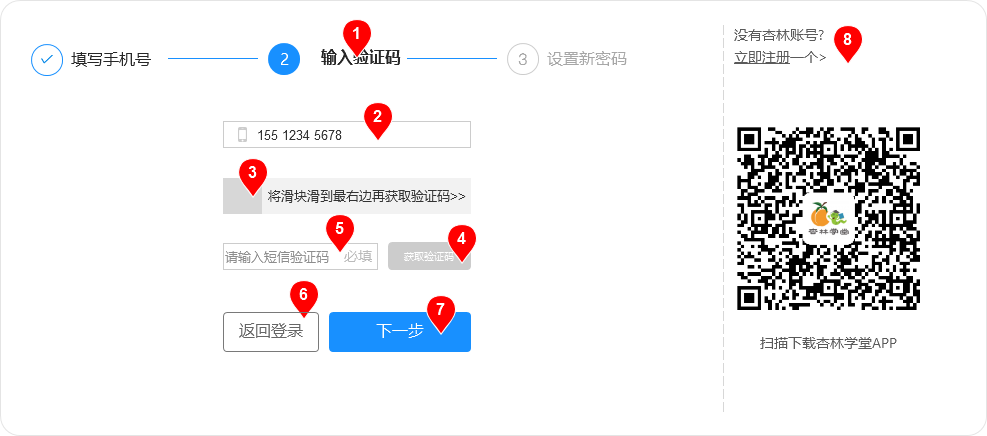 填写手机号
2
输入验证码
1
3
设置新密码
没有杏林账号?
8
立即注册一个>
155 1234 5678
2
3
将滑块滑到最右边再获取验证码>>
请输入短信验证码
5
必填
获取验证码
4
6
返回登录
下一步
7
杏林学堂
扫描下载杏林学堂APP